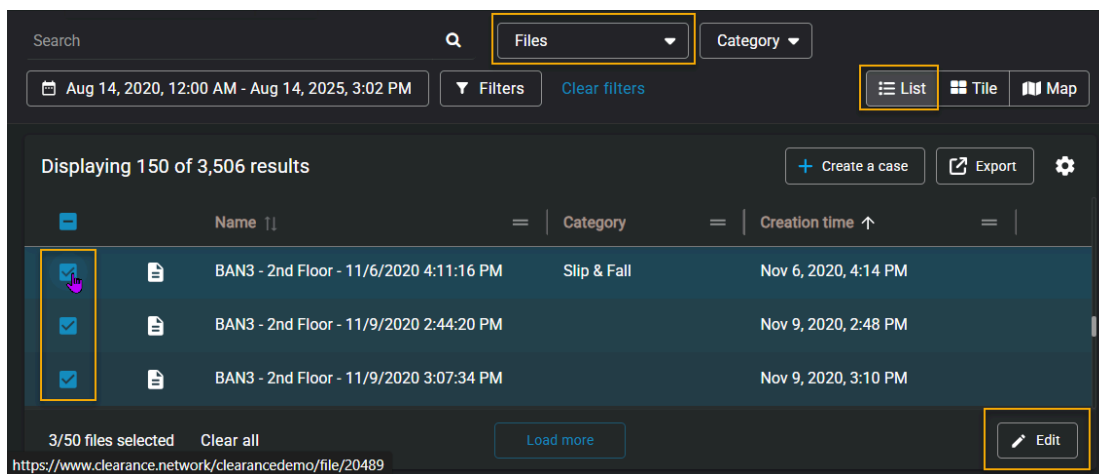 Search Files Category
Aug 14, 2020, 12:00 AM - Aug 14, 2025, 3:02 PM Filters Clear filters List Tile Map
Displaying 150 of 3,506 results + Create a case Export
Name Category Creation time
BAN3 - 2nd Floor - 11/6/2020 4:11:16 PM Slip & Fall Nov 6, 2020, 4:14 PM
BAN3 - 2nd Floor - 11/9/2020 2:44:20 PM Nov 9, 2020, 2:48 PM
BAN3 - 2nd Floor - 11/9/2020 3:07:34 PM Nov 9, 2020, 3:10 PM
3/50 files selected Clear all Load more Edit
https://www.clearance.network/clearancedemo/file/20489